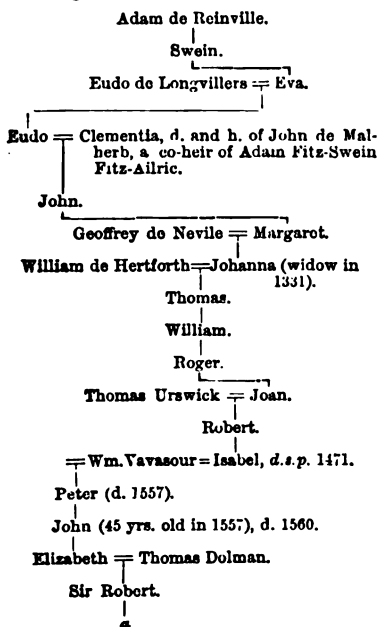 Adam de Reinville.
Swein.
Eudo de Longvillers = Eva.
Eudo = Clementia, d. and h. of John de Mal-
herb, a co-heir of Adam Fitz-Swein
Fitz-Ailric.
John.
Geoffrey de Nevile = Margaret.
William de Hertforth = Johanna (widow in
1331).
Thomas.
William.
Roger.
Thomas Urswick = Joan.
Robert.
= Wm. Vavasour = Isabel, d.s.p. 1471.
Peter (d. 1557).
John (45 yrs. old in 1557), d. 1560.
Elizabeth = Thomas Dolman.
Sir Robert.